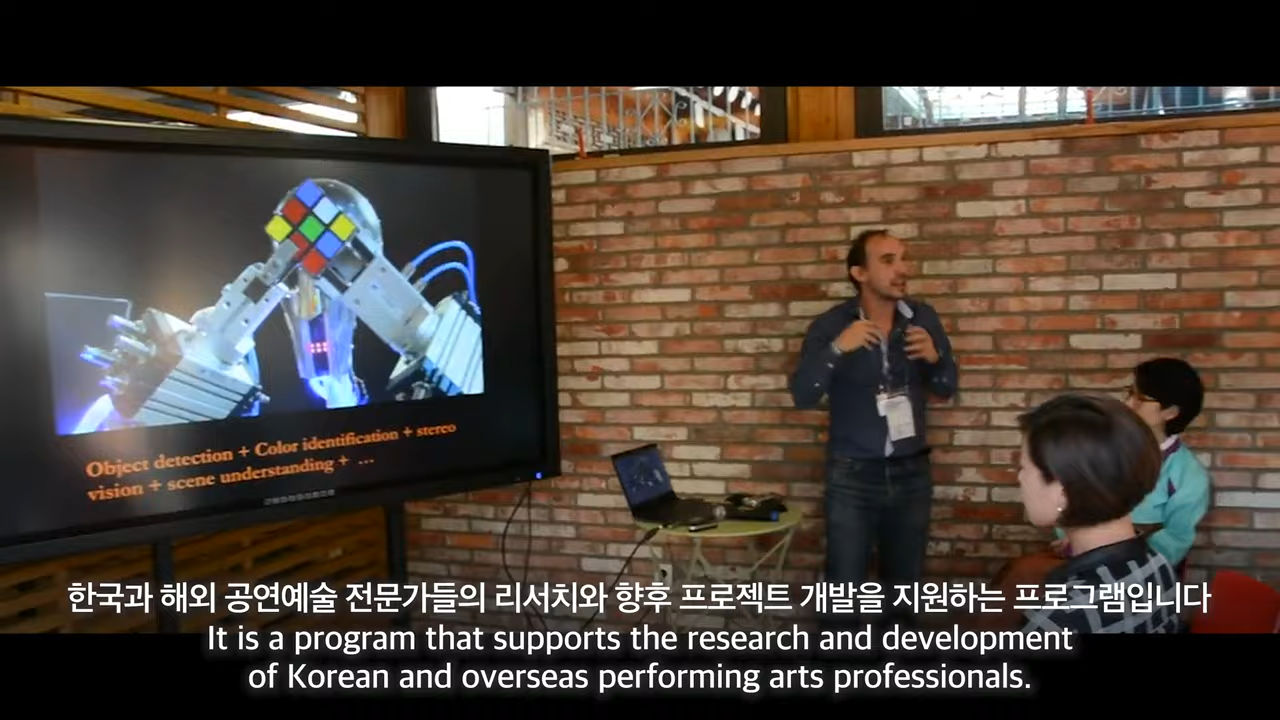 Object detection + Color identification + stereo
vision + scene understanding + ...
한국과 해외 공연예술 전문가들의 리서치와 향후 프로젝트 개발을 지원하는 프로그램입니다
It is a program that supports the research and development
of Korean and overseas performing arts professionals.